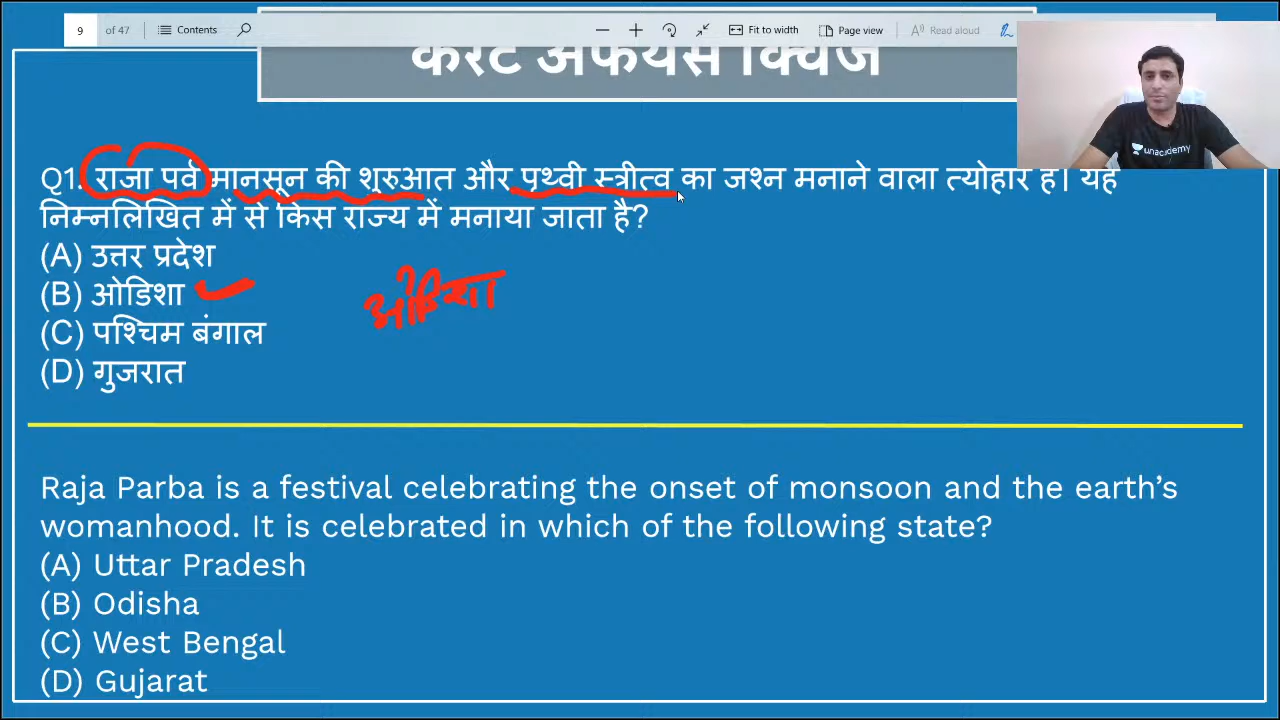 9 of 47 Contents Fit to width Page view Read aloud
करेंट अफेयर्स क्विज
unacademy
Q1. राजा पर्व मानसून की शुरुआत और पृथ्वी स्त्रीत्व का जश्न मनाने वाला त्योहार है। यह
निम्नलिखित में से किस राज्य में मनाया जाता है?
(A) उत्तर प्रदेश
(B) ओडिशा
ओडिशा
(C) पश्चिम बंगाल
(D) गुजरात
Raja Parba is a festival celebrating the onset of monsoon and the earth’s
womanhood. It is celebrated in which of the following state?
(A) Uttar Pradesh
(B) Odisha
(C) West Bengal
(D) Gujarat